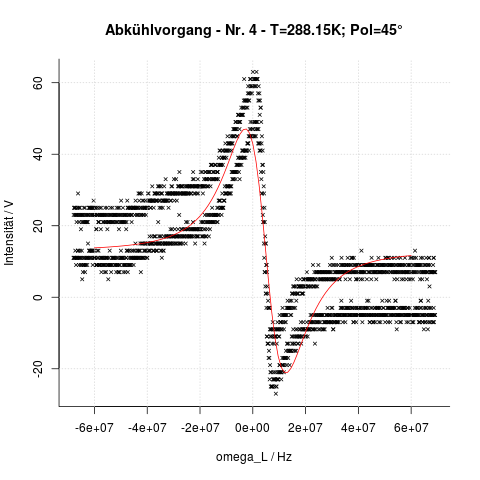 Abkühlvorgang - Nr. 4 - T=288.15K; Pol=45°
Intensität / V
60
40
20
0
-20
-6e+07 -4e+07 -2e+07 0e+00 2e+07 4e+07 6e+07
omega_L / Hz